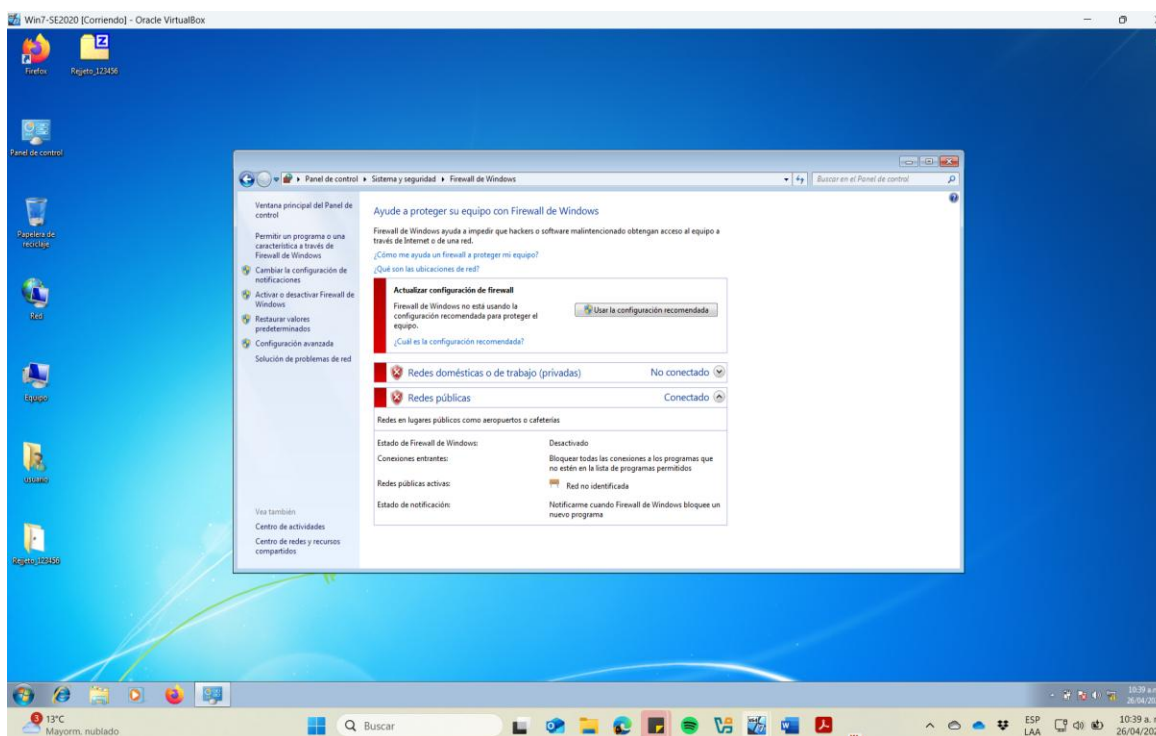 Win7-SE2020 [Corriendo] - Oracle VirtualBox
Firefox
Rejeto_123456
Panel de control
Papelera de
reciclaje
Red
Equipo
usuario
Rejeto_123456
Panel de control
Sistema y seguridad
Firewall de Windows
Buscar en el Panel de control
Ventana principal del Panel de
control
Permitir un programa o una
característica a través de
Firewall de Windows
Cambiar la configuración de
notificaciones
Activar o desactivar Firewall de
Windows
Restaurar valores
predeterminados
Configuración avanzada
Solución de problemas de red
Vea también
Centro de actividades
Centro de redes y recursos
compartidos
Ayude a proteger su equipo con Firewall de Windows
Firewall de Windows ayuda a impedir que hackers o software malintencionado obtengan acceso al equipo a
través de Internet o de una red.
¿Cómo me ayuda un firewall a proteger mi equipo?
¿Qué son las ubicaciones de red?
Actualizar configuración de firewall
Firewall de Windows no está usando la
configuración recomendada para proteger el
equipo.
Usar la configuración recomendada
¿Cuál es la configuración recomendada?
Redes domésticas o de trabajo (privadas) No conectado
Redes públicas Conectado
Redes en lugares públicos como aeropuertos o cafeterías
Estado de Firewall de Windows: Desactivado
Conexiones entrantes: Bloquear todas las conexiones a los programas que
no estén en la lista de programas permitidos
Redes públicas activas: Red no identificada
Estado de notificación: Notificarme cuando Firewall de Windows bloquee un
nuevo programa
10:39 a.
26/04/20
3
13°C
Mayorm. nublado
Buscar
ESP
LAA
10:39 a.
26/04/202